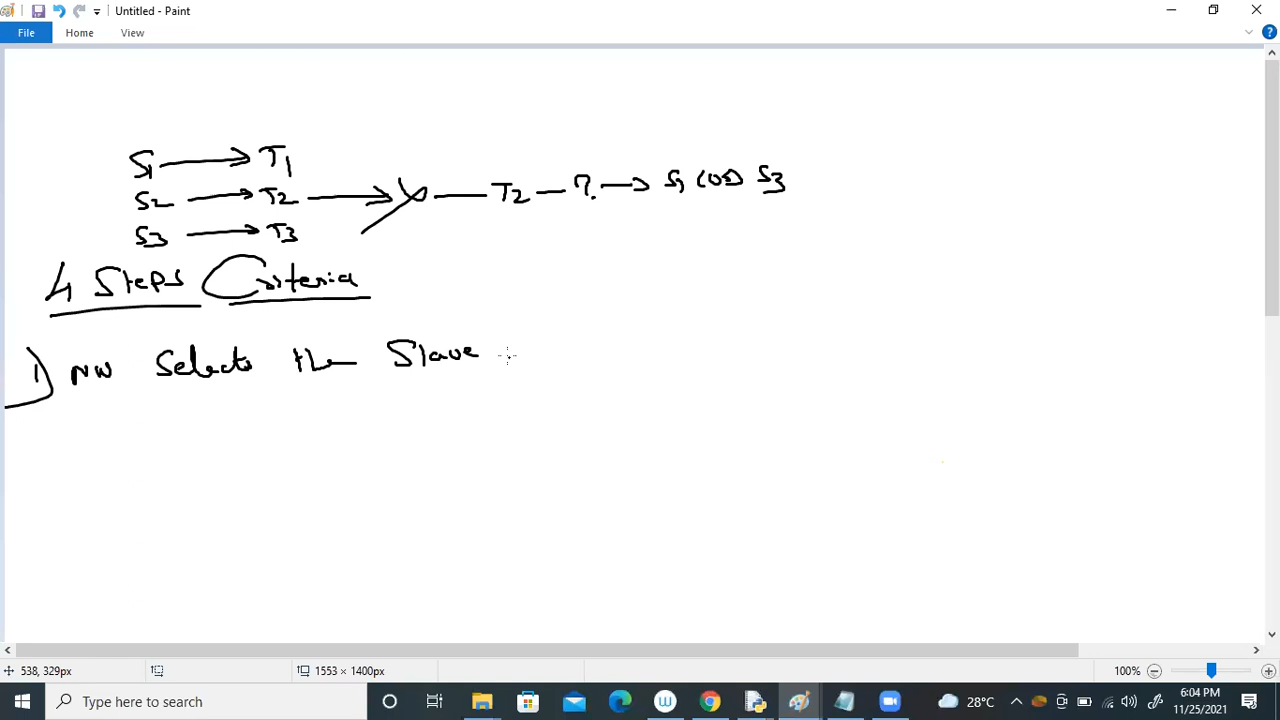 Untitled - Paint
File Home View
S1 → T1
S2 → T2 → — T2 — ?. → S1 (or) S3
S3 → T3
4 Steps Criteria
1) NW Selects the Slave
538, 329px
1553 × 1400px
100%
Type here to search
28°C
6:04 PM
11/25/2021